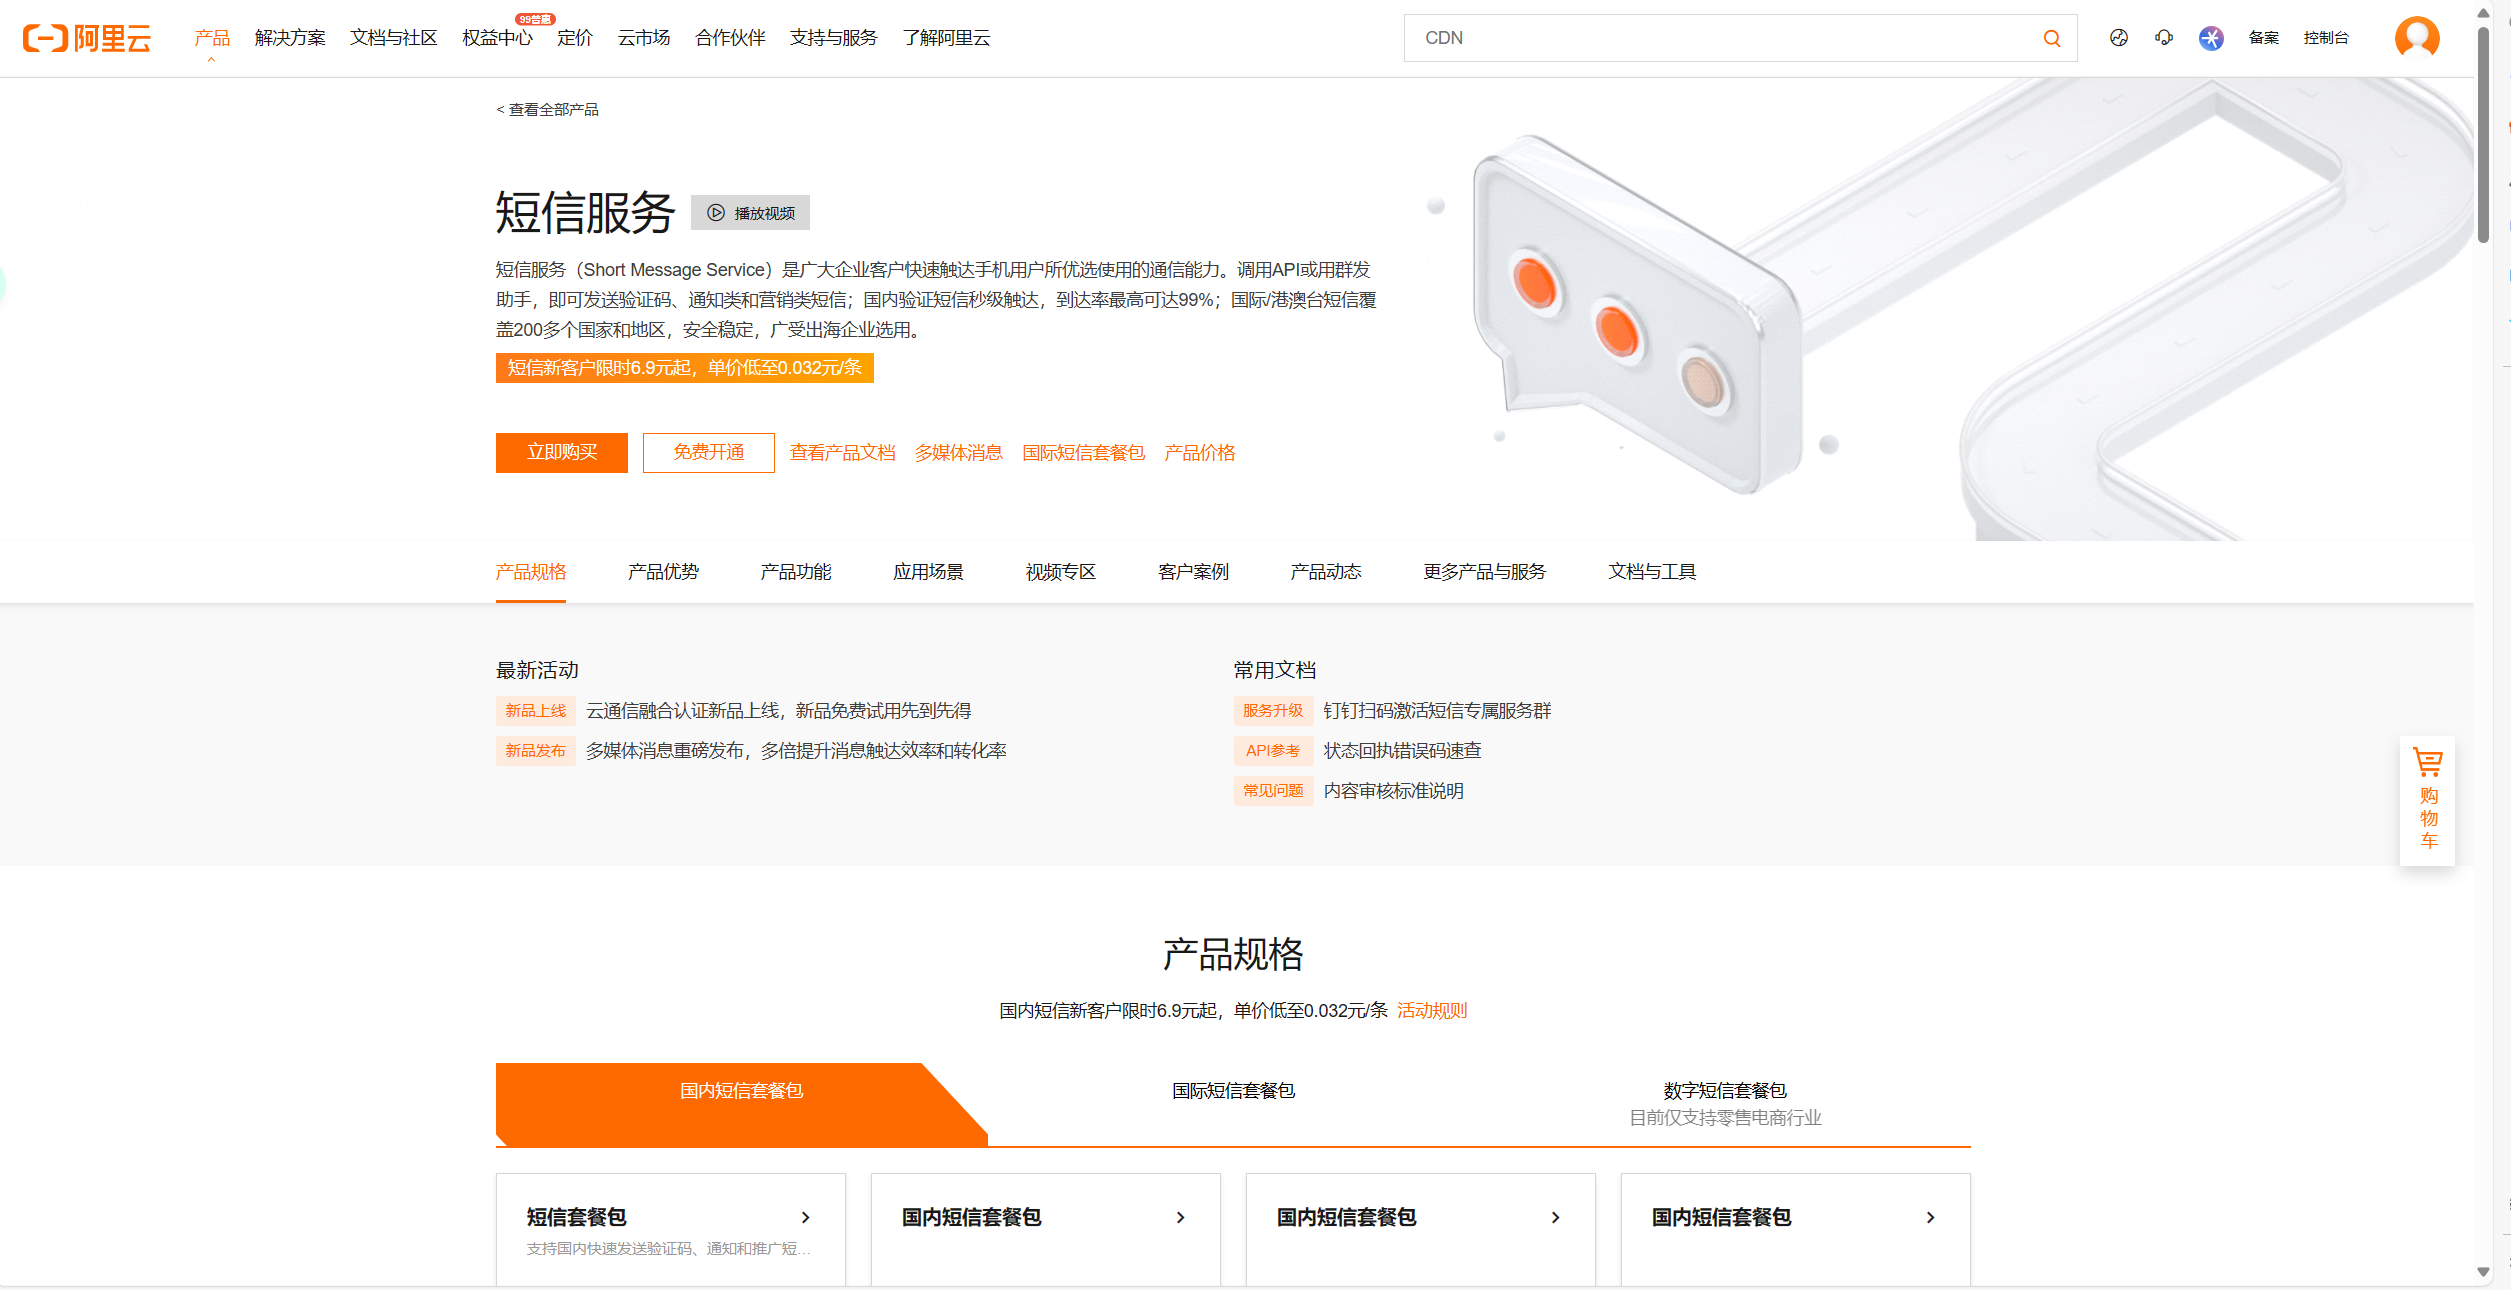 阿里云
产品
解决方案
文档与社区
权益中心
99普惠
定价
云市场
合作伙伴
支持与服务
了解阿里云
CDN
备案
控制台
< 查看全部产品
短信服务
播放视频
短信服务（Short Message Service）是广大企业客户快速触达手机用户所优选使用的通信能力。调用API或用群发
助手，即可发送验证码、通知类和营销类短信；国内验证短信秒级触达，到达率最高可达99%；国际/港澳台短信覆
盖200多个国家和地区，安全稳定，广受出海企业选用。
短信新客户限时6.9元起，单价低至0.032元/条
立即购买
免费开通
查看产品文档
多媒体消息
国际短信套餐包
产品价格
产品规格
产品优势
产品功能
应用场景
视频专区
客户案例
产品动态
更多产品与服务
文档与工具
最新活动
新品上线 云通信融合认证新品上线，新品免费试用先到先得
新品发布 多媒体消息重磅发布，多倍提升消息触达效率和转化率
常用文档
服务升级 钉钉扫码激活短信专属服务群
API参考 状态回执错误码速查
常见问题 内容审核标准说明
购
物
车
产品规格
国内短信新客户限时6.9元起，单价低至0.032元/条 活动规则
国内短信套餐包
国际短信套餐包
数字短信套餐包
目前仅支持零售电商行业
短信套餐包
支持国内快速发送验证码、通知和推广短...
国内短信套餐包
国内短信套餐包
国内短信套餐包